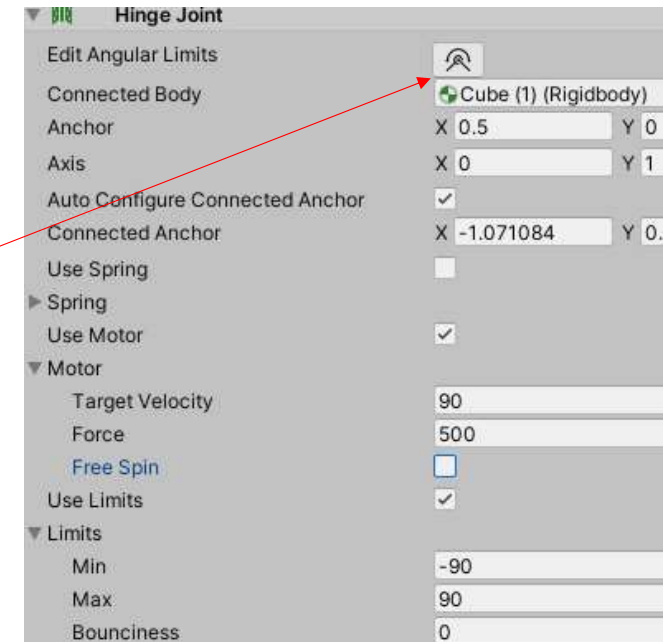 Hinge Joint
Edit Angular Limits
Connected Body Cube (1) (Rigidbody)
Anchor X 0.5 Y 0
Axis X 0 Y 1
Auto Configure Connected Anchor
Connected Anchor X -1.071084 Y 0.
Use Spring
Spring
Use Motor
Motor
Target Velocity 90
Force 500
Free Spin
Use Limits
Limits
Min -90
Max 90
Bounciness 0